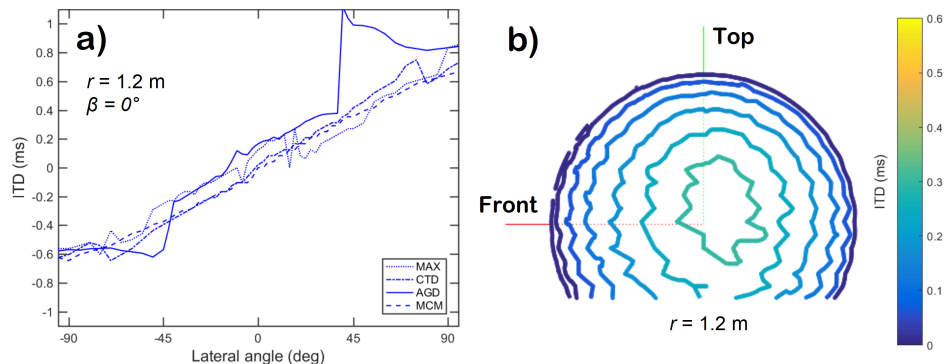 a)
r = 1.2 m
β = 0°
ITD (ms)
1
0.8
0.6
0.4
0.2
0
-0.2
-0.4
-0.6
-0.8
-1
-90
-45
0
45
90
Lateral angle (deg)
MAX
CTD
AGD
MCM
b)
Top
Front
r = 1.2 m
ITD (ms)
0.6
0.5
0.4
0.3
0.2
0.1
0